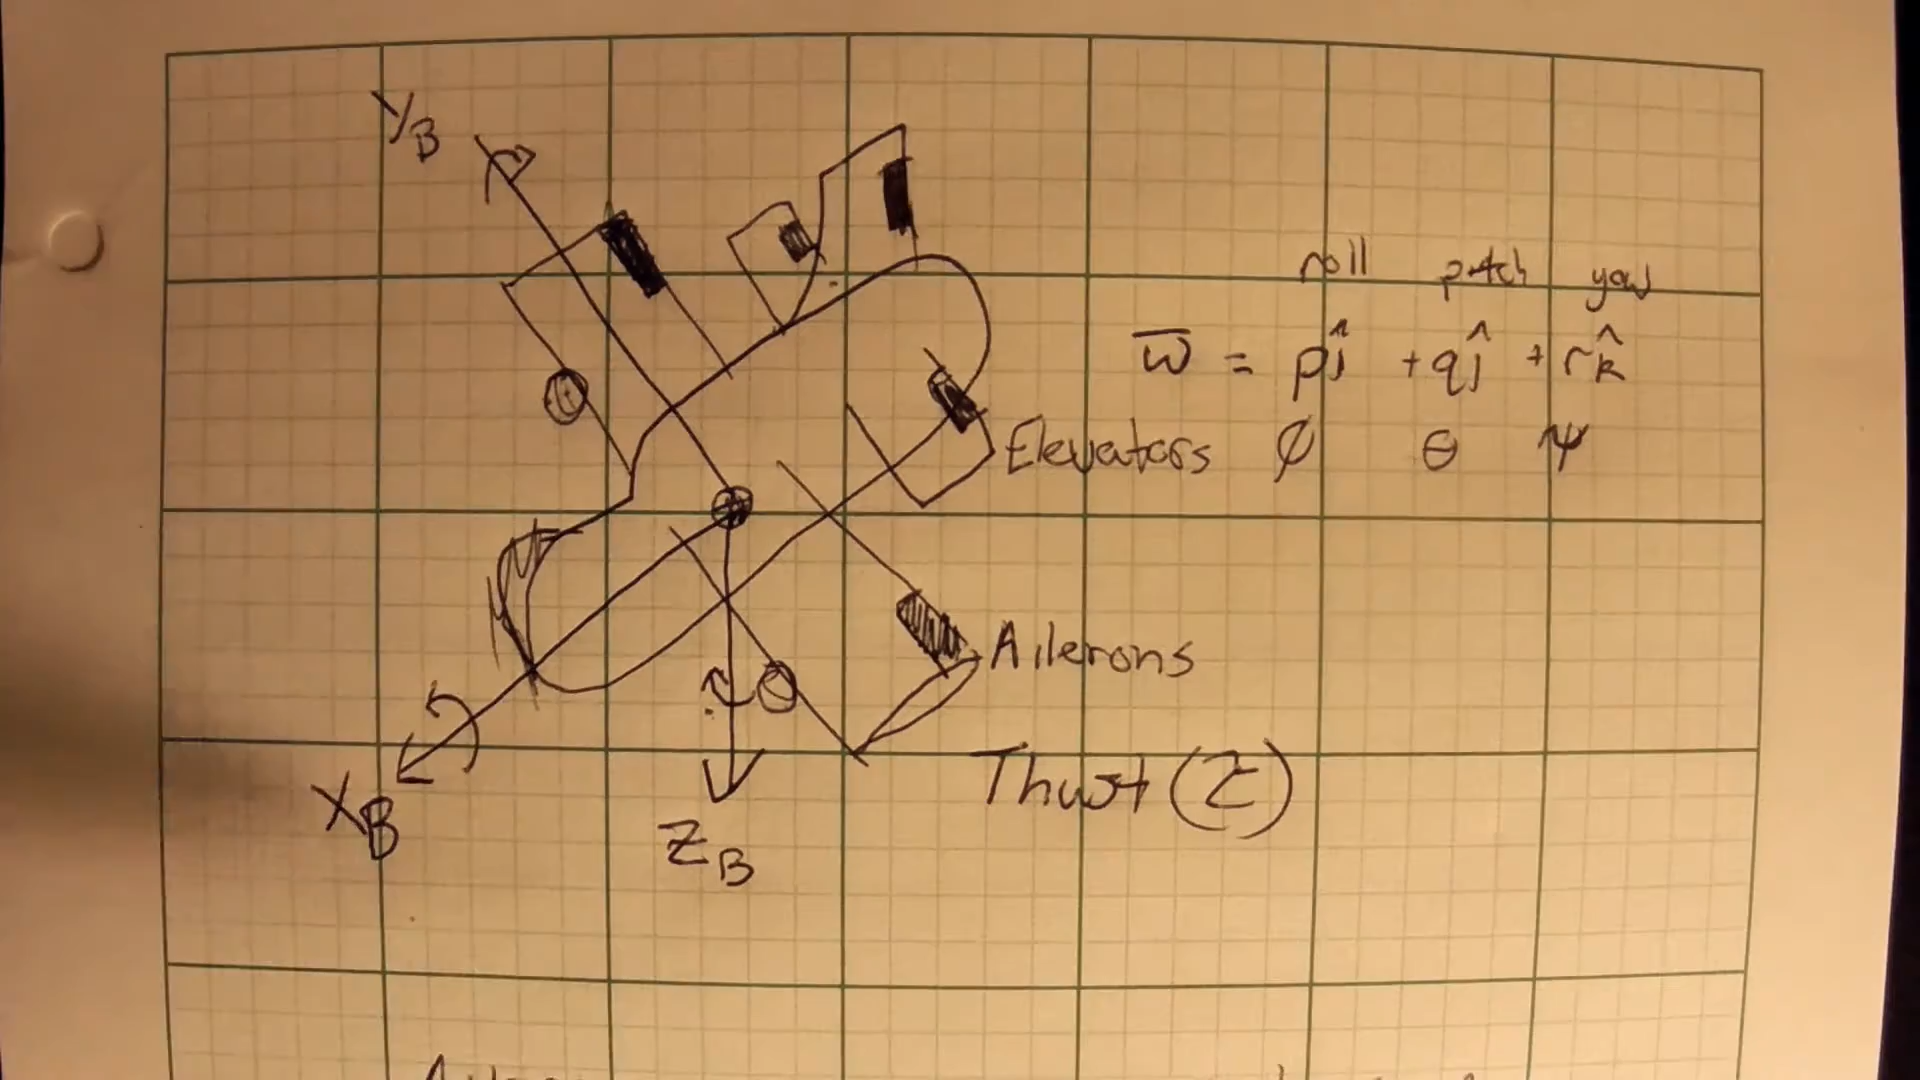 Y_B
roll pitch yaw
ω̅ = pî + qĵ + rk̂
Elevators ϕ θ ψ
Ailerons
Thrust (τ)
X_B
Z_B